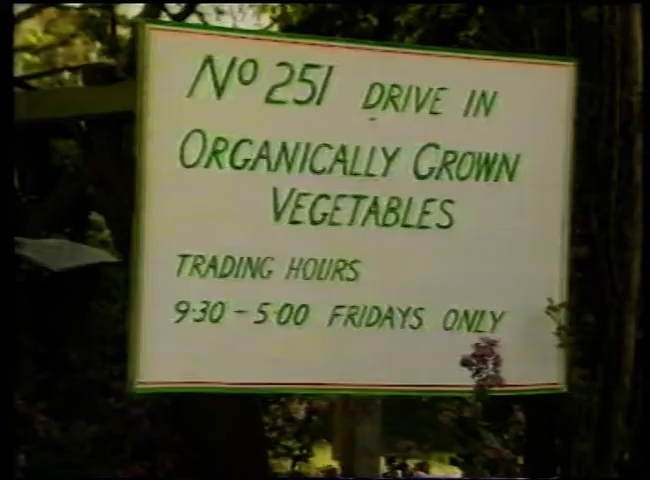 No 251 DRIVE IN
ORGANICALLY GROWN
VEGETABLES
TRADING HOURS
9.30 - 5.00 FRIDAYS ONLY